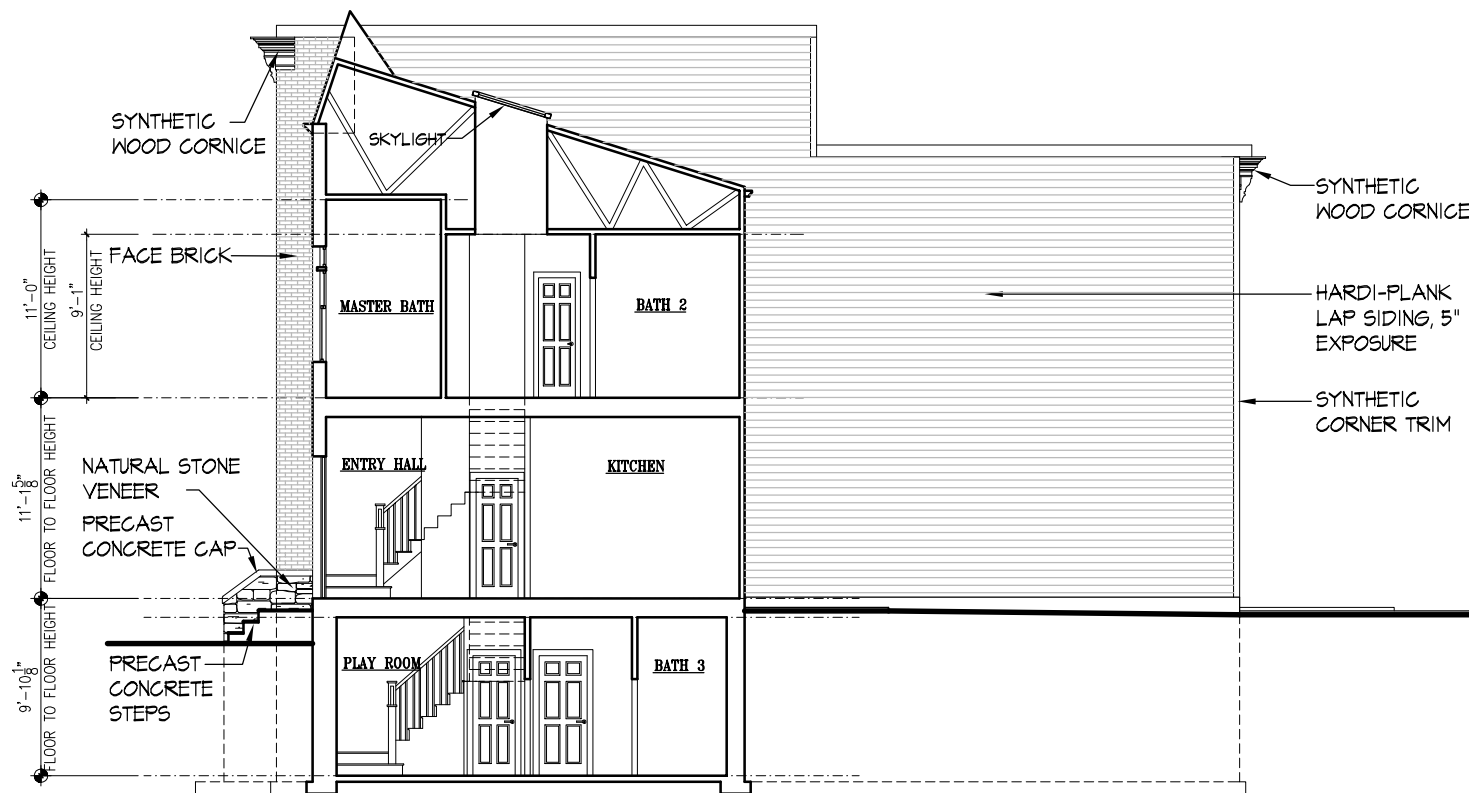 SYNTHETIC
WOOD CORNICE
SKYLIGHT
SYNTHETIC
WOOD CORNICE
FACE BRICK
11'-0"
CEILING HEIGHT
9'-1"
CEILING HEIGHT
MASTER BATH
BATH 2
HARDI-PLANK
LAP SIDING, 5"
EXPOSURE
SYNTHETIC
CORNER TRIM
11'-1 5/8"
FLOOR TO FLOOR HEIGHT
NATURAL STONE
VENEER
PRECAST
CONCRETE CAP
ENTRY HALL
KITCHEN
9'-10 1/8"
FLOOR TO FLOOR HEIGHT
PRECAST
CONCRETE
STEPS
PLAY ROOM
BATH 3